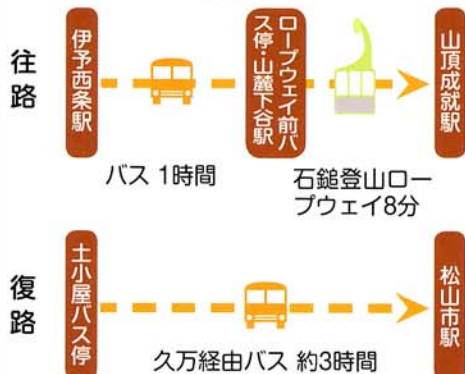 往路
伊予西条駅
バス 1時間
ロープウェイ前バ
ス停・山麓下谷駅
石鎚登山ロー
プウェイ8分
山頂成就駅
復路
土小屋バス停
久万経由バス 約3時間
松山市駅